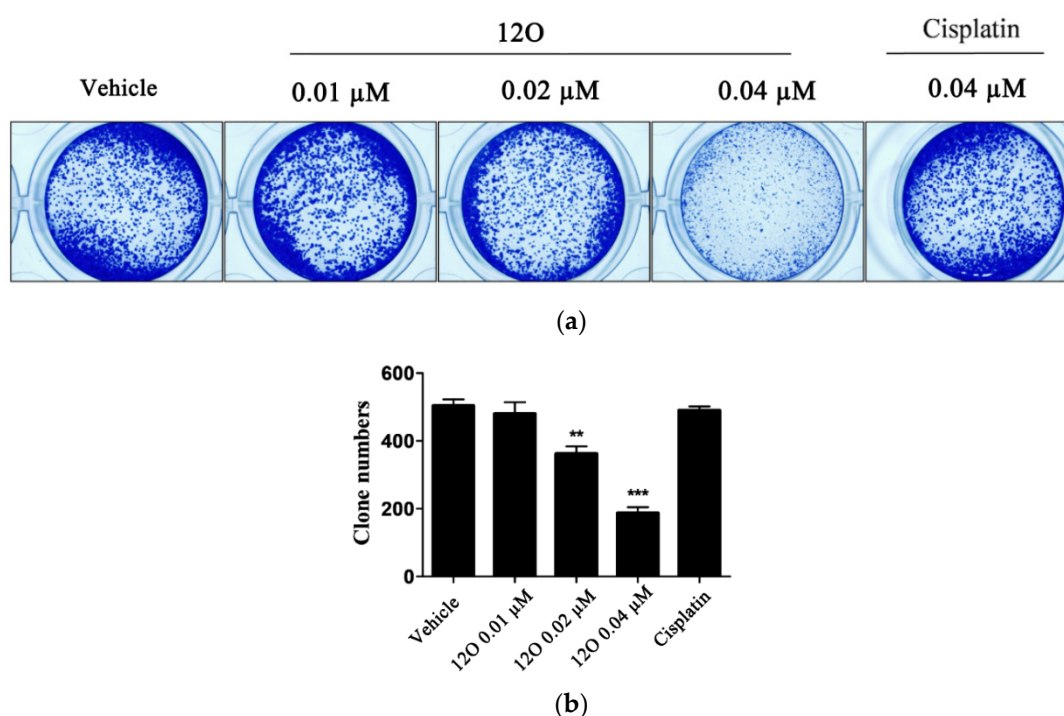 12O
Cisplatin
Vehicle
0.01 µM
0.02 µM
0.04 µM
0.04 µM
(a)
600
400
200
0
Clone numbers
**
***
Vehicle
12O 0.01 µM
12O 0.02 µM
12O 0.04 µM
Cisplatin
(b)